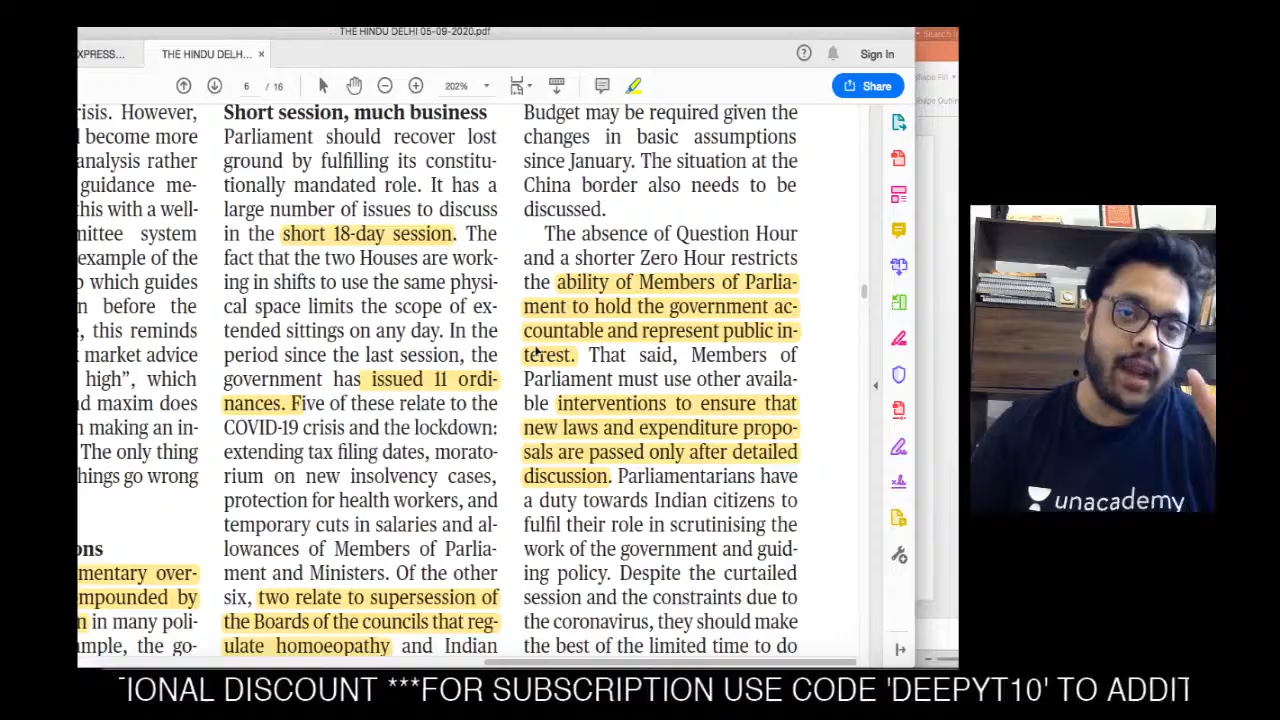 THE HINDU DELHI 05-09-2020.pdf
XPRESS...
THE HINDU DELH... ×
Sign In
6 / 16
202%
Share
risis. However,
l become more
analysis rather
guidance me-
this with a well-
mittee system
example of the
which guides
n before the
, this reminds
market advice
high”, which
d maxim does
n making an in-
The only thing
hings go wrong
ons
mentary over-
mpounded by
n in many poli-
ample, the go-
Short session, much business
Parliament should recover lost
ground by fulfilling its constitu-
tionally mandated role. It has a
large number of issues to discuss
in the short 18-day session. The
fact that the two Houses are work-
ing in shifts to use the same physi-
cal space limits the scope of ex-
tended sittings on any day. In the
period since the last session, the
government has issued 11 ordi-
nances. Five of these relate to the
COVID-19 crisis and the lockdown:
extending tax filing dates, morato-
rium on new insolvency cases,
protection for health workers, and
temporary cuts in salaries and al-
lowances of Members of Parlia-
ment and Ministers. Of the other
six, two relate to supersession of
the Boards of the councils that reg-
ulate homoeopathy and Indian
Budget may be required given the
changes in basic assumptions
since January. The situation at the
China border also needs to be
discussed.
The absence of Question Hour
and a shorter Zero Hour restricts
the ability of Members of Parlia-
ment to hold the government ac-
countable and represent public in-
terest. That said, Members of
Parliament must use other availa-
ble interventions to ensure that
new laws and expenditure propo-
sals are passed only after detailed
discussion. Parliamentarians have
a duty towards Indian citizens to
fulfil their role in scrutinising the
work of the government and guid-
ing policy. Despite the curtailed
session and the constraints due to
the coronavirus, they should make
the best of the limited time to do
Search
hape Fill
hape Outlin
unacademy
TIONAL DISCOUNT ***FOR SUBSCRIPTION USE CODE 'DEEPYT10' TO ADDIT